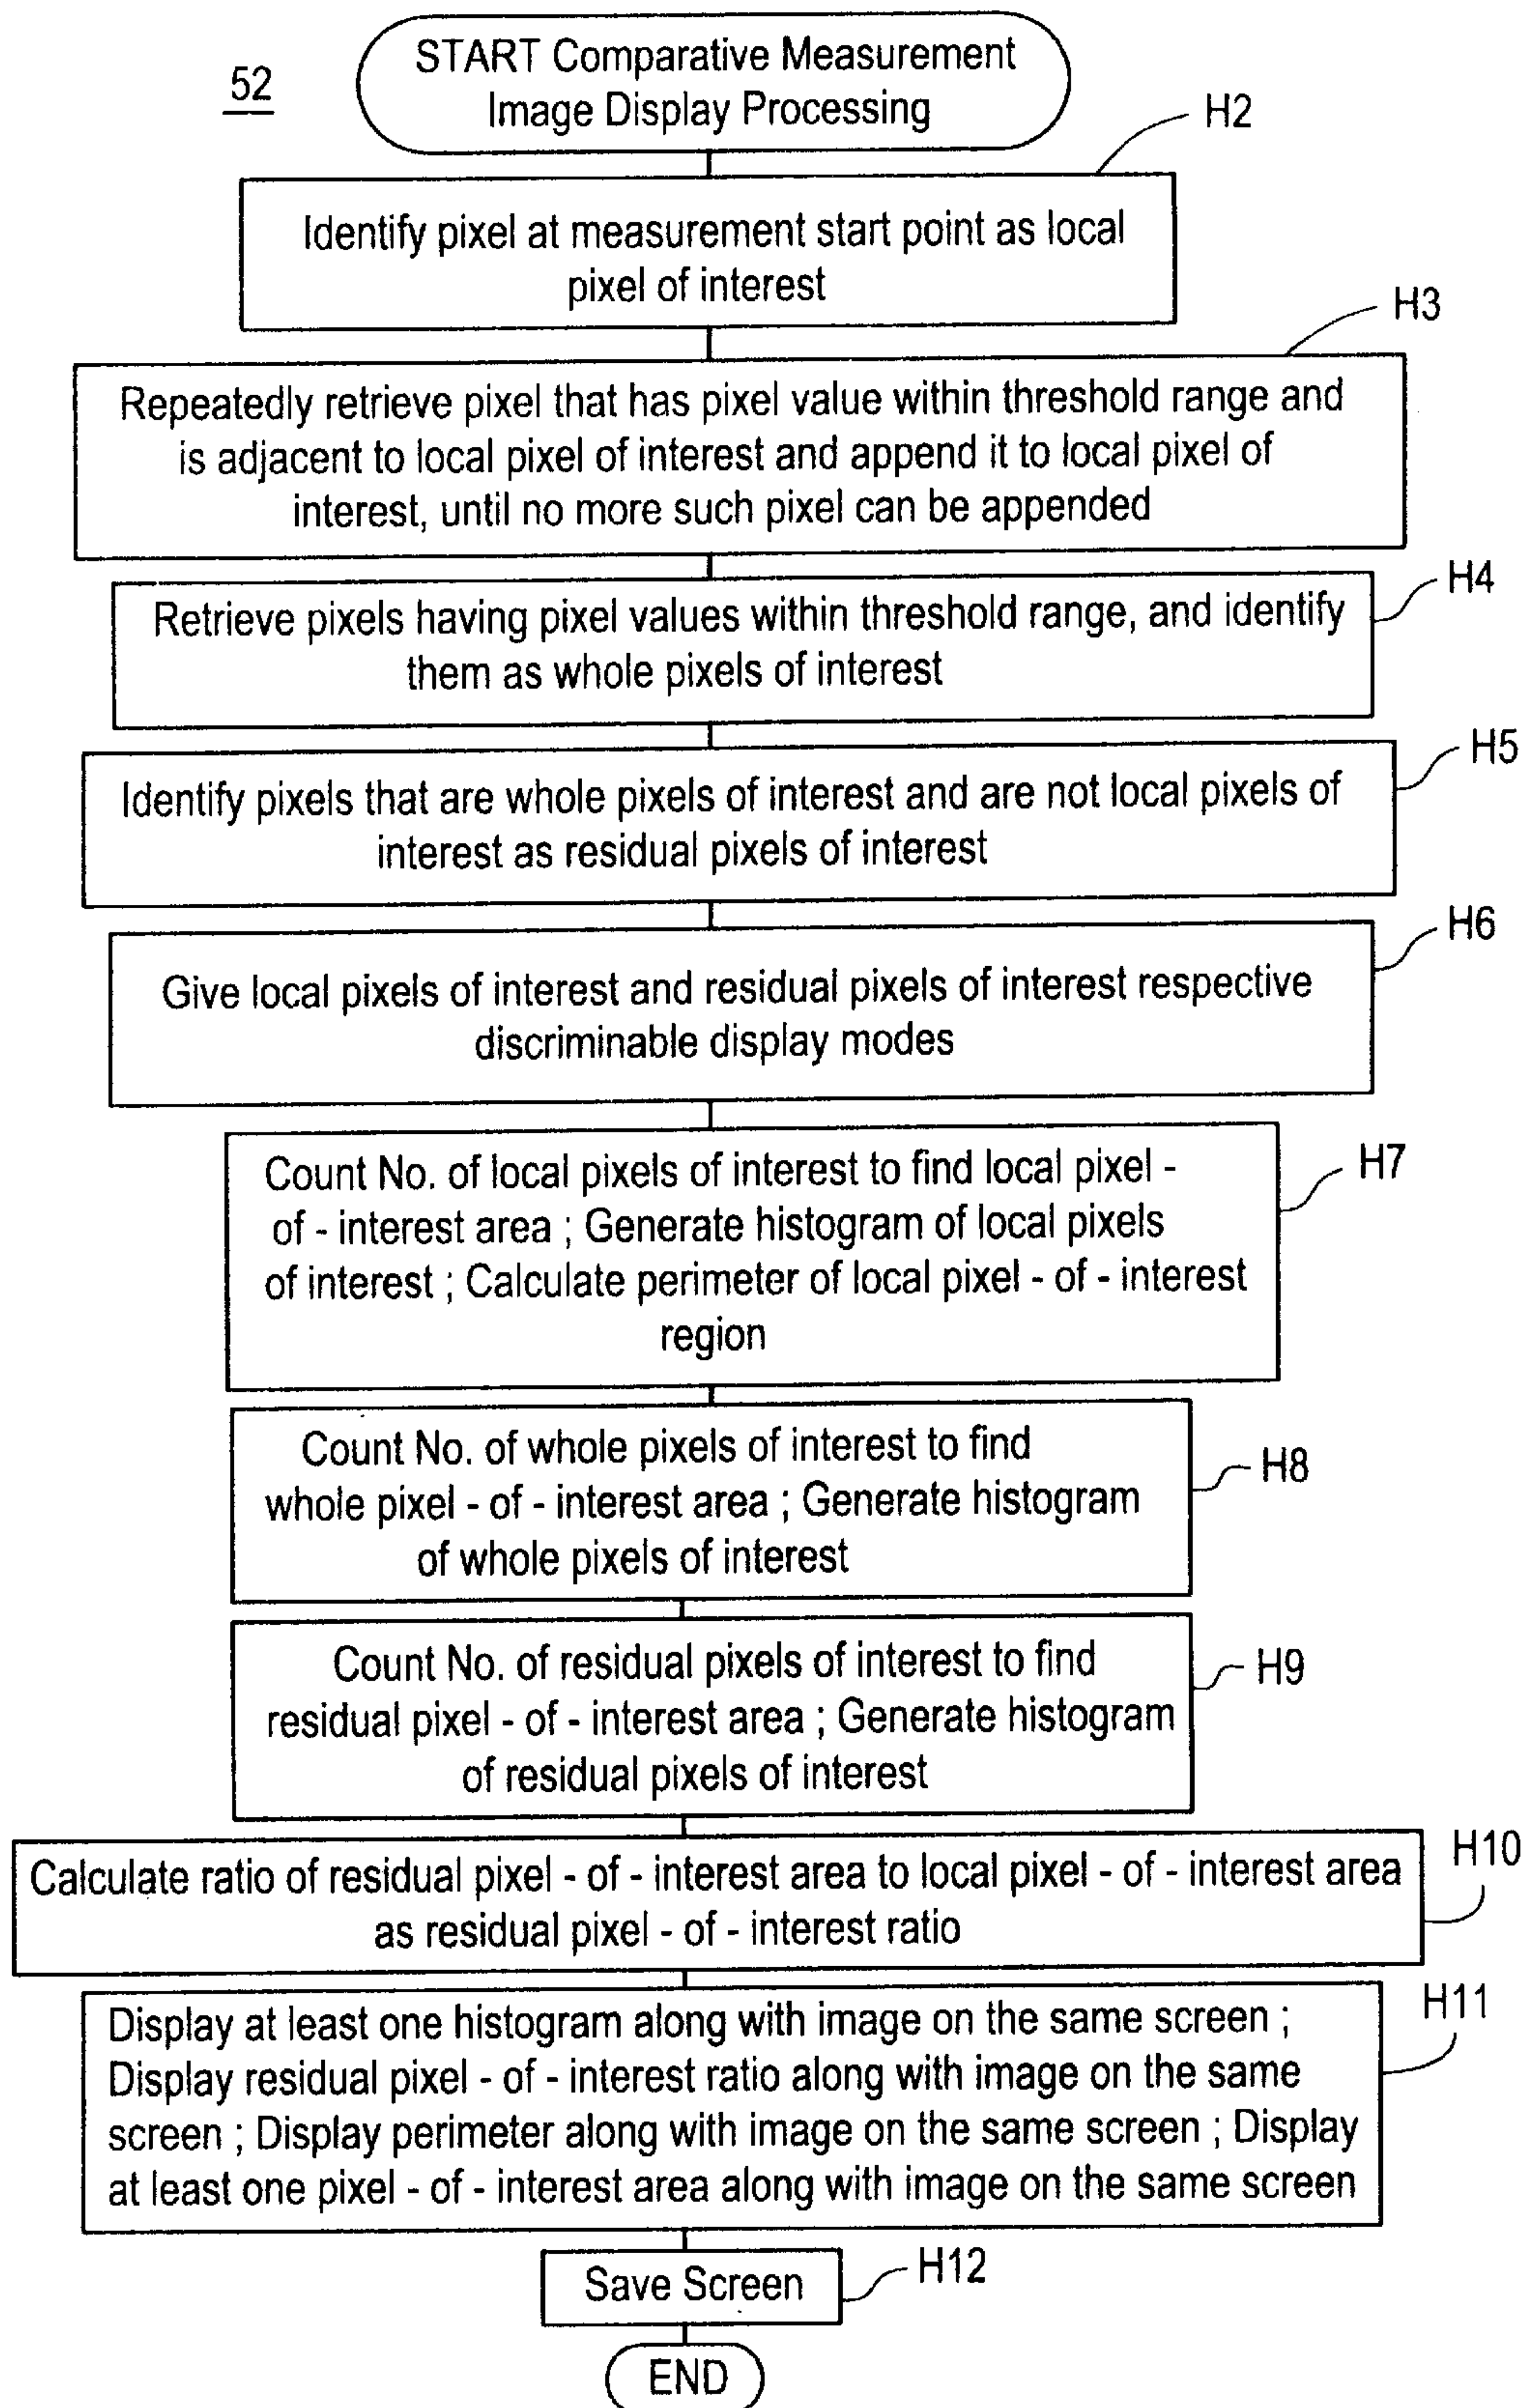 52
START Comparative Measurement
Image Display Processing
H2
Identify pixel at measurement start point as local
pixel of interest
H3
Repeatedly retrieve pixel that has pixel value within threshold range and
is adjacent to local pixel of interest and append it to local pixel of
interest, until no more such pixel can be appended
H4
Retrieve pixels having pixel values within threshold range, and identify
them as whole pixels of interest
H5
Identify pixels that are whole pixels of interest and are not local pixels of
interest as residual pixels of interest
H6
Give local pixels of interest and residual pixels of interest respective
discriminable display modes
H7
Count No. of local pixels of interest to find local pixel -
of - interest area ; Generate histogram of local pixels
of interest ; Calculate perimeter of local pixel - of - interest
region
H8
Count No. of whole pixels of interest to find
whole pixel - of - interest area ; Generate histogram
of whole pixels of interest
H9
Count No. of residual pixels of interest to find
residual pixel - of - interest area ; Generate histogram
of residual pixels of interest
H10
Calculate ratio of residual pixel - of - interest area to local pixel - of - interest area
as residual pixel - of - interest ratio
H11
Display at least one histogram along with image on the same screen ;
Display residual pixel - of - interest ratio along with image on the same
screen ; Display perimeter along with image on the same screen ; Display
at least one pixel - of - interest area along with image on the same screen
H12
Save Screen
END